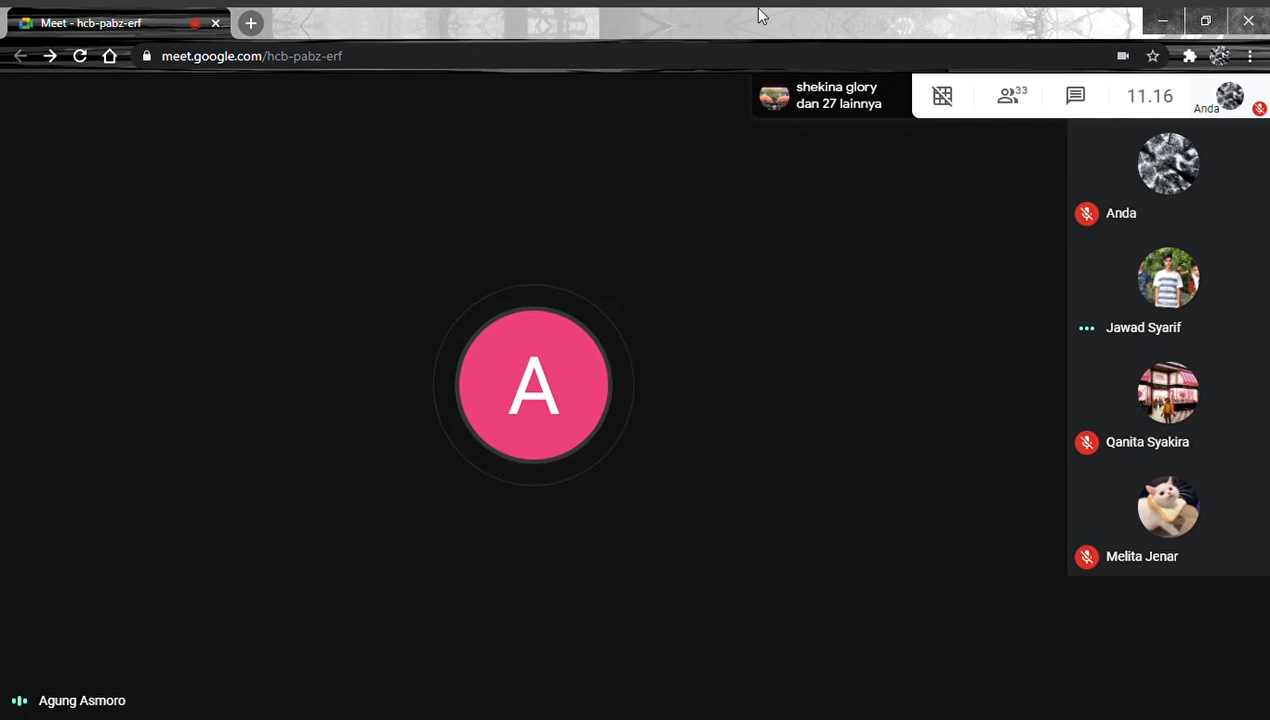 Meet - hcb-pabz-erf
meet.google.com/hcb-pabz-erf
shekina glory
dan 27 lainnya
33
11.16
Anda
Anda
Jawad Syarif
Qanita Syakira
Melita Jenar
A
Agung Asmoro